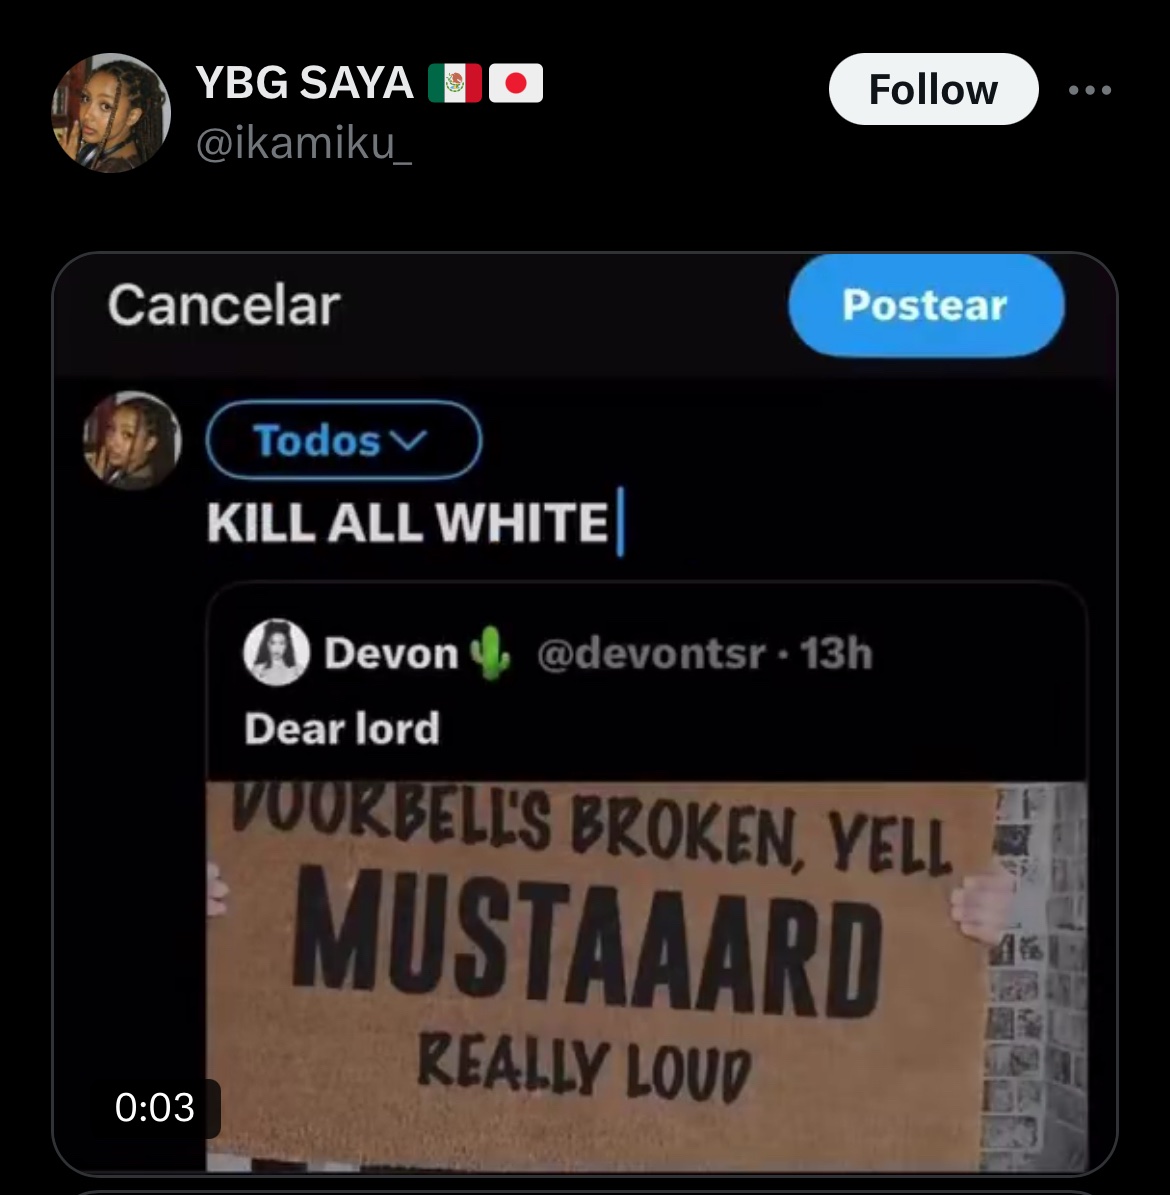 YBG SAYA 🇲🇽🇯🇵
Follow
@ikamiku_
Cancelar
Postear
Todos
KILL ALL WHITE
Devon🌵 @devontsr · 13h
Dear lord
DOORBELL'S BROKEN, YELL
MUSTAAARD
REALLY LOUD
0:03